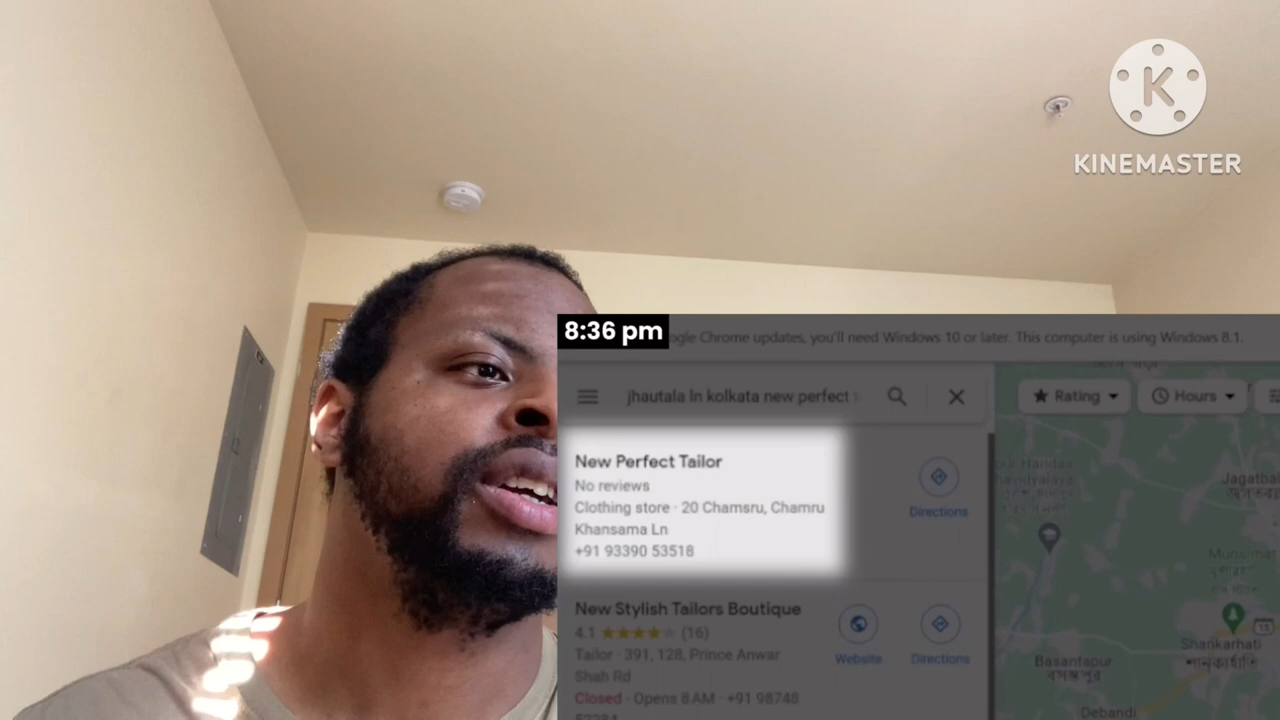 KINEMASTER
8:36 pm
ogle Chrome updates, you'll need Windows 10 or later. This computer is using Windows 8.1.
jhautala ln kolkata new perfect
Rating
Hours
New Perfect Tailor
No reviews
Clothing store · 20 Chamsru, Chamru
Khansama Ln
+91 93390 53518
Directions
New Stylish Tailors Boutique
4.1 ★★★★★ (16)
Tailor · 391, 128, Prince Anwar
Shah Rd
Closed · Opens 8 AM · +91 98748
Website
Directions
Jagatba
Shankarhati
Basantapur
বসন্তপুর
Debandi